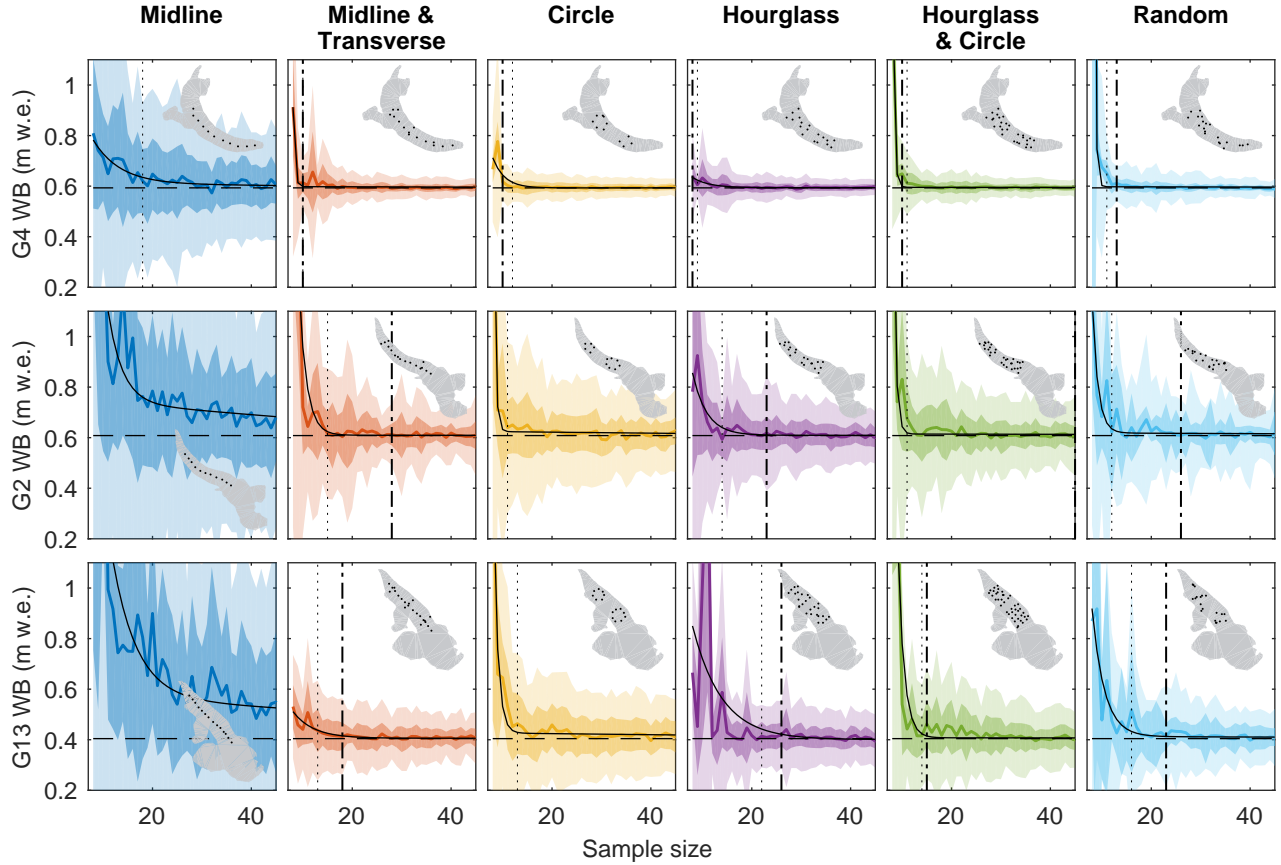 Midline
Midline &
Transverse
Circle
Hourglass
Hourglass
& Circle
Random
G4 WB (m w.e.)
1
0.8
0.6
0.4
0.2
G2 WB (m w.e.)
1
0.8
0.6
0.4
0.2
G13 WB (m w.e.)
1
0.8
0.6
0.4
0.2
20 40
20 40
20 40
20 40
20 40
20 40
Sample size